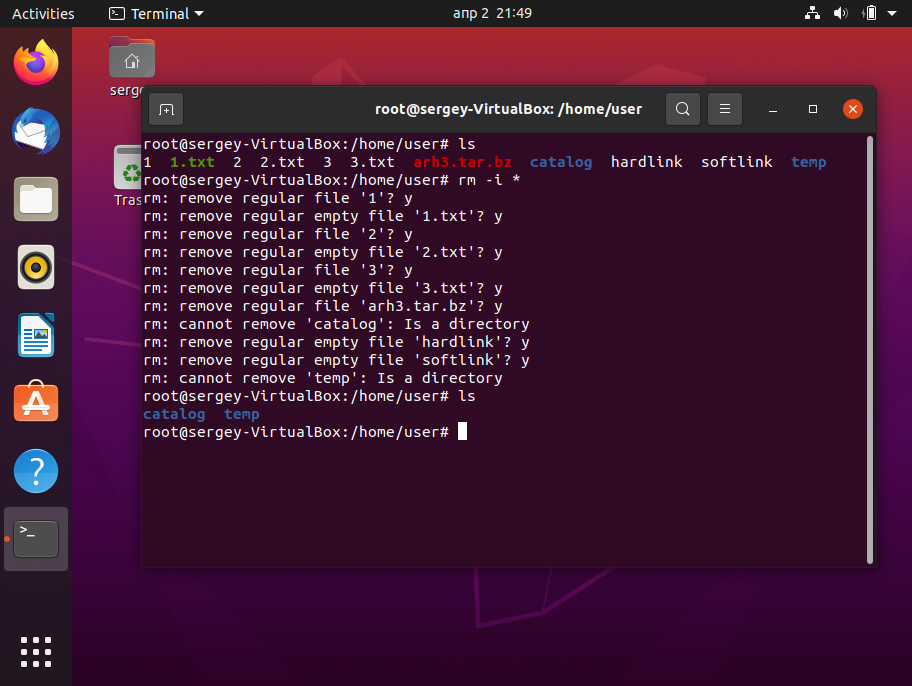 Activities Terminal апр 2 21:49
serge
Tras
root@sergey-VirtualBox: /home/user
root@sergey-VirtualBox:/home/user# ls
1 1.txt 2 2.txt 3 3.txt arh3.tar.bz catalog hardlink softlink temp
root@sergey-VirtualBox:/home/user# rm -i *
rm: remove regular file '1'? y
rm: remove regular empty file '1.txt'? y
rm: remove regular file '2'? y
rm: remove regular empty file '2.txt'? y
rm: remove regular file '3'? y
rm: remove regular empty file '3.txt'? y
rm: remove regular file 'arh3.tar.bz'? y
rm: cannot remove 'catalog': Is a directory
rm: remove regular empty file 'hardlink'? y
rm: remove regular empty file 'softlink'? y
rm: cannot remove 'temp': Is a directory
root@sergey-VirtualBox:/home/user# ls
catalog temp
root@sergey-VirtualBox:/home/user#